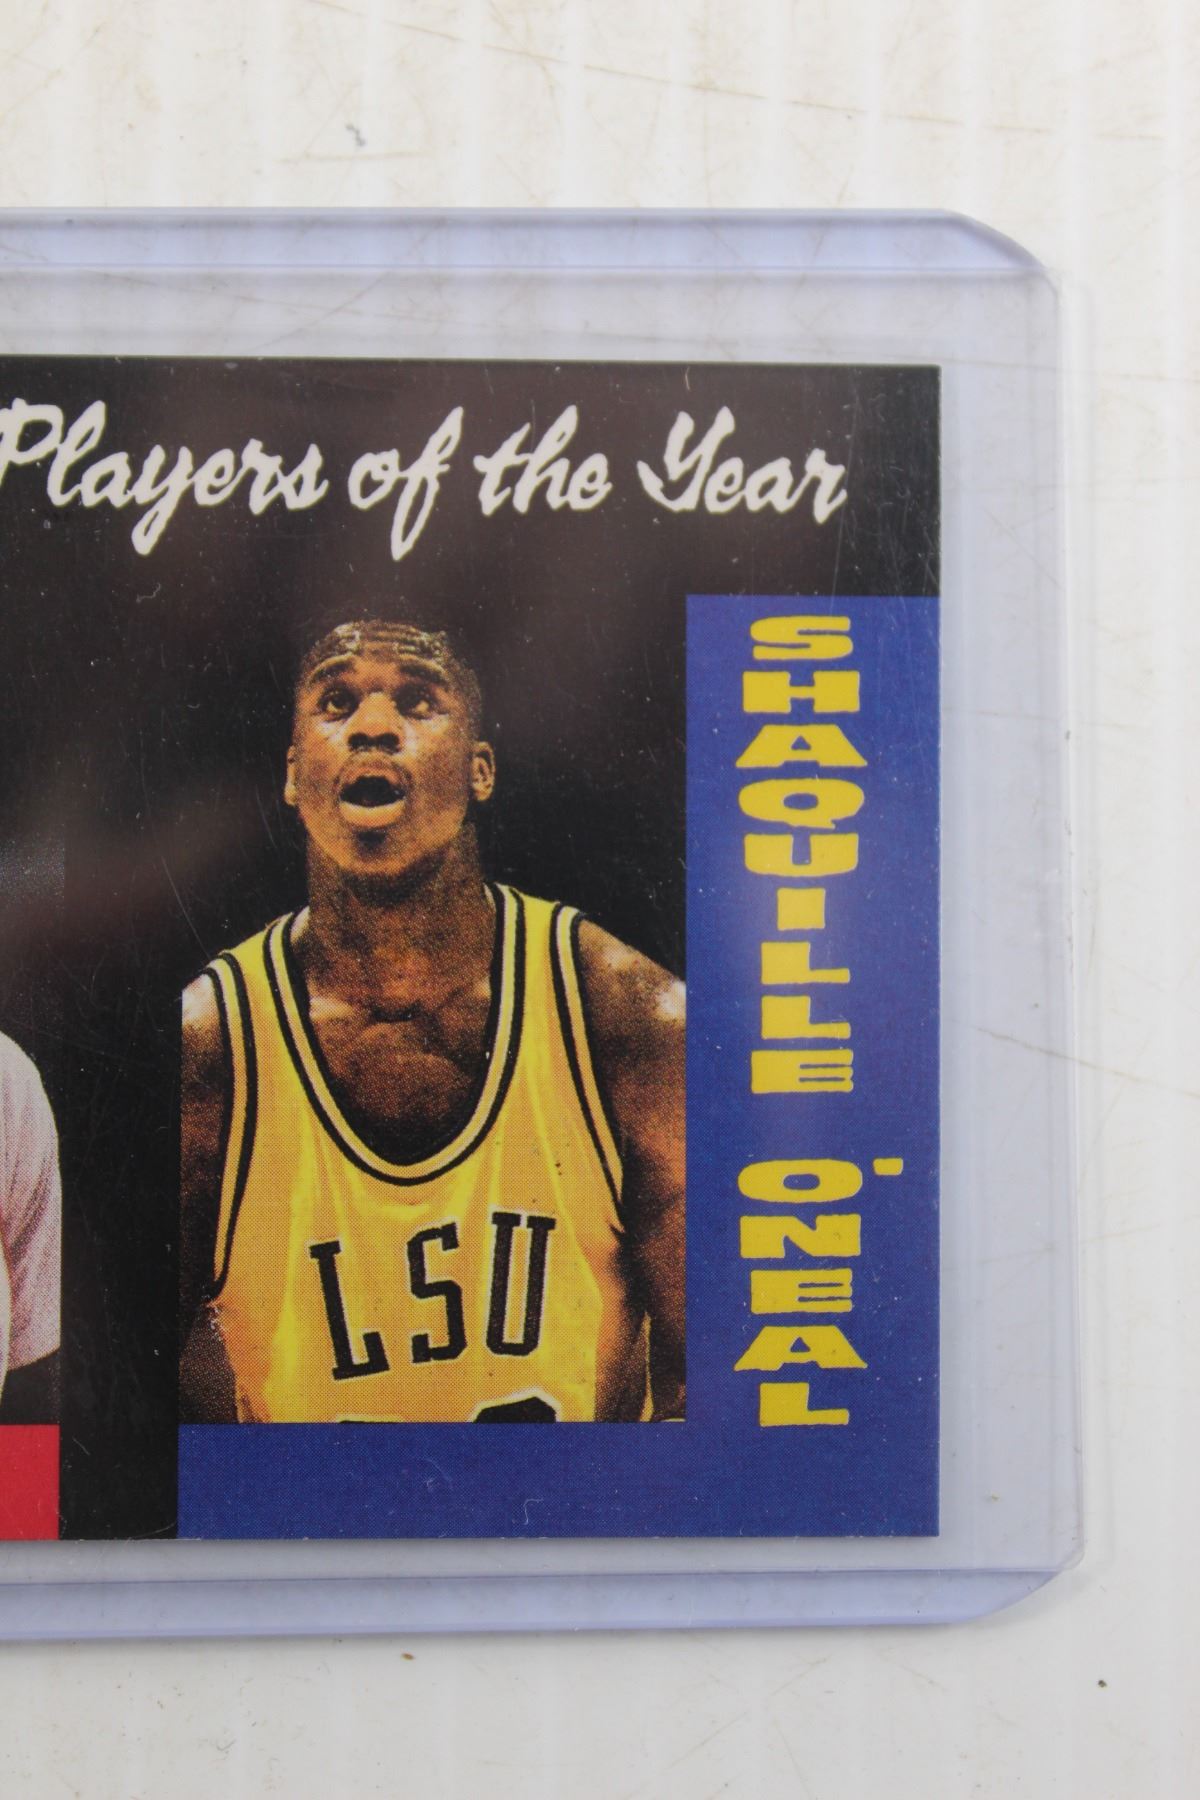 Players of the Year
SHAQUILLE O'NEAL
LSU